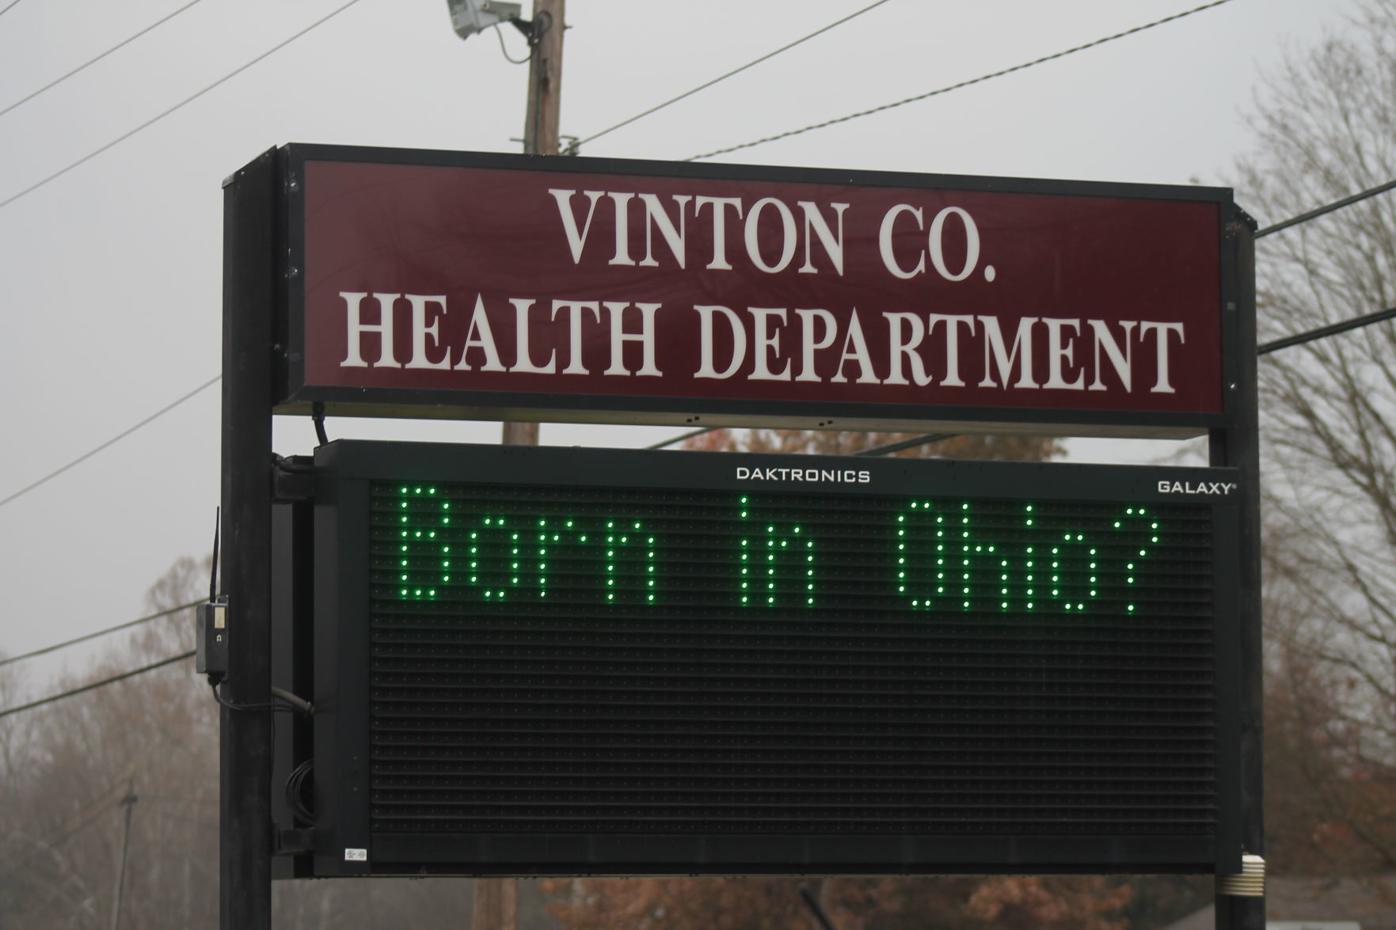 VINTON CO.
HEALTH DEPARTMENT
DAKTRONICS
GALAXY®
Born in Ohio?